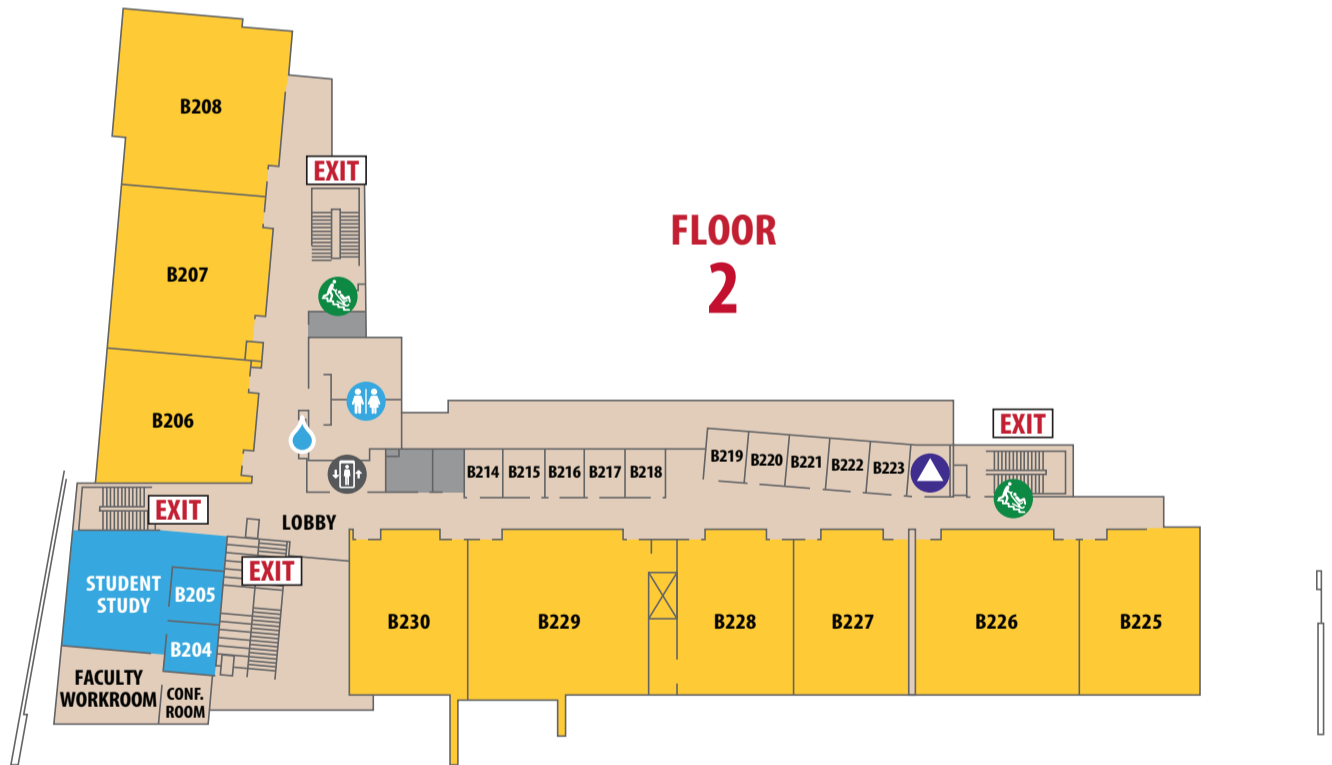 B208
EXIT
FLOOR
2
B207
B206
EXIT
B214
B215
B216
B217
B218
B219
B220
B221
B222
B223
EXIT
LOBBY
EXIT
STUDENT
STUDY
B205
B204
FACULTY
WORKROOM
CONF.
ROOM
B230
B229
B228
B227
B226
B225